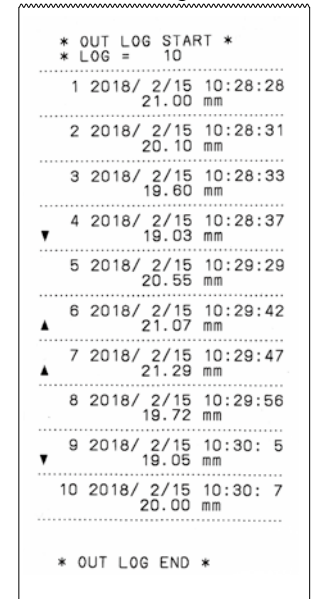 * OUT LOG START *
* LOG = 10
1 2018/ 2/15 10:28:28
21.00 mm
2 2018/ 2/15 10:28:31
20.10 mm
3 2018/ 2/15 10:28:33
19.60 mm
4 2018/ 2/15 10:28:37
▼ 19.03 mm
5 2018/ 2/15 10:29:29
20.55 mm
6 2018/ 2/15 10:29:42
▲ 21.07 mm
7 2018/ 2/15 10:29:47
▲ 21.29 mm
8 2018/ 2/15 10:29:56
19.72 mm
9 2018/ 2/15 10:30: 5
▼ 19.05 mm
10 2018/ 2/15 10:30: 7
20.00 mm
* OUT LOG END *